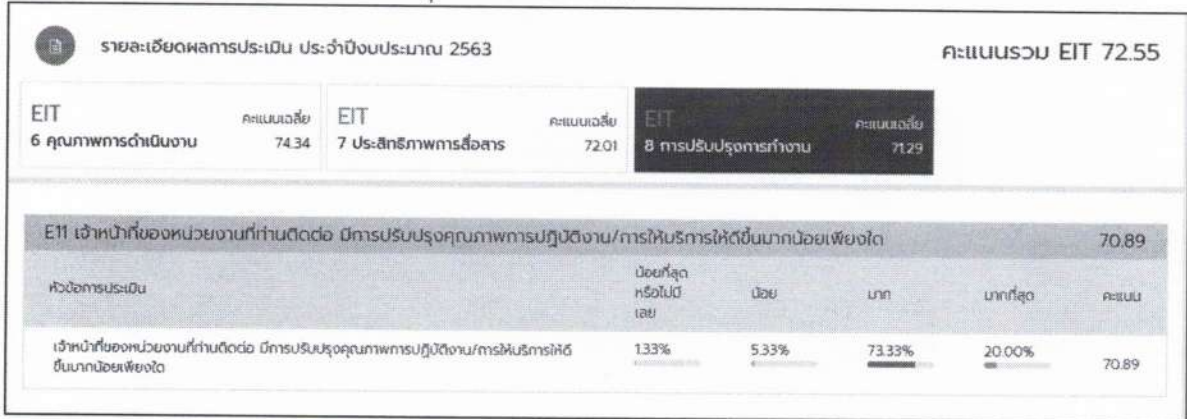 รายละเอียดผลการประเมิน ประจำปีงบประมาณ 2563
คะแนนรวม EIT 72.55
EIT
6 คุณภาพการดำเนินงาน
คะแนนเฉลี่ย
74.34
EIT
7 ประสิทธิภาพการสื่อสาร
คะแนนเฉลี่ย
72.01
EIT
8 การปรับปรุงการทำงาน
คะแนนเฉลี่ย
71.29
E11 เจ้าหน้าที่ของหน่วยงานที่ท่านติดต่อ มีการปรับปรุงคุณภาพการปฏิบัติงาน/การให้บริการให้ดีขึ้นมากน้อยเพียงใด 70.89
หัวข้อการประเมิน
น้อยที่สุด
หรือไม่มี
เลย
น้อย
มาก
มากที่สุด
คะแนน
เจ้าหน้าที่ของหน่วยงานที่ท่านติดต่อ มีการปรับปรุงคุณภาพการปฏิบัติงาน/การให้บริการให้ดี
ขึ้นมากน้อยเพียงใด
1.33%
5.33%
73.33%
20.00%
70.89